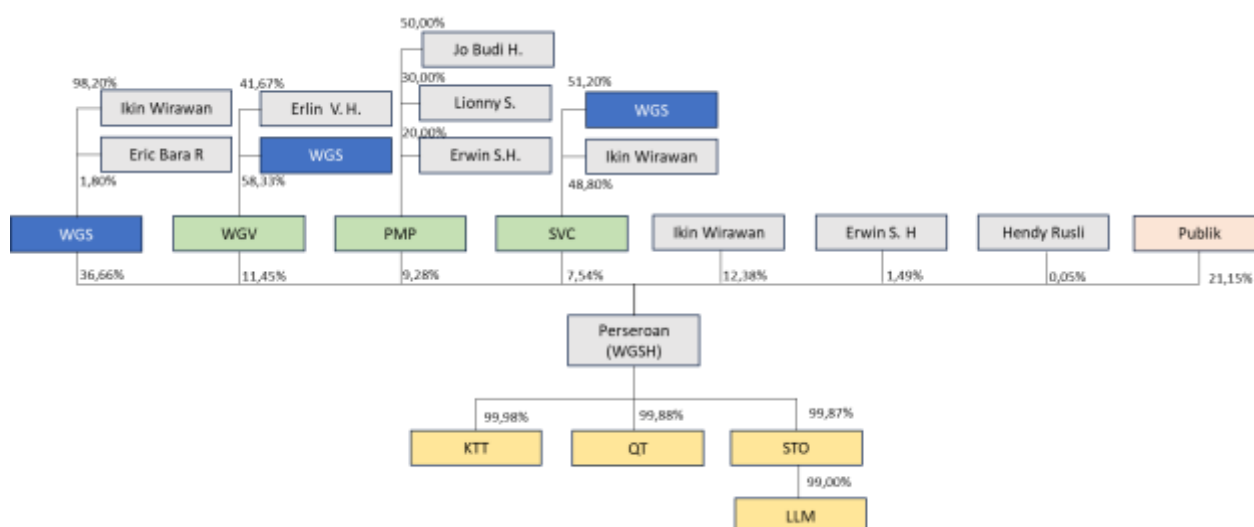 50,00%
Jo Budi H.
98,20%
41,67%
30,00%
51,20%
Ikin Wirawan
Erlin V. H.
Lionny S.
WGS
20,00%
Eric Bara R
WGS
Erwin S.H.
Ikin Wirawan
1,80%
58,33%
48,80%
WGS
WGV
PMP
SVC
Ikin Wirawan
Erwin S. H
Hendy Rusli
Publik
36,66%
11,45%
9,28%
7,54%
12,38%
1,49%
0,05%
21,15%
Perseroan
(WGSH)
99,98%
99,88%
99,87%
KTT
QT
STO
99,00%
LLM